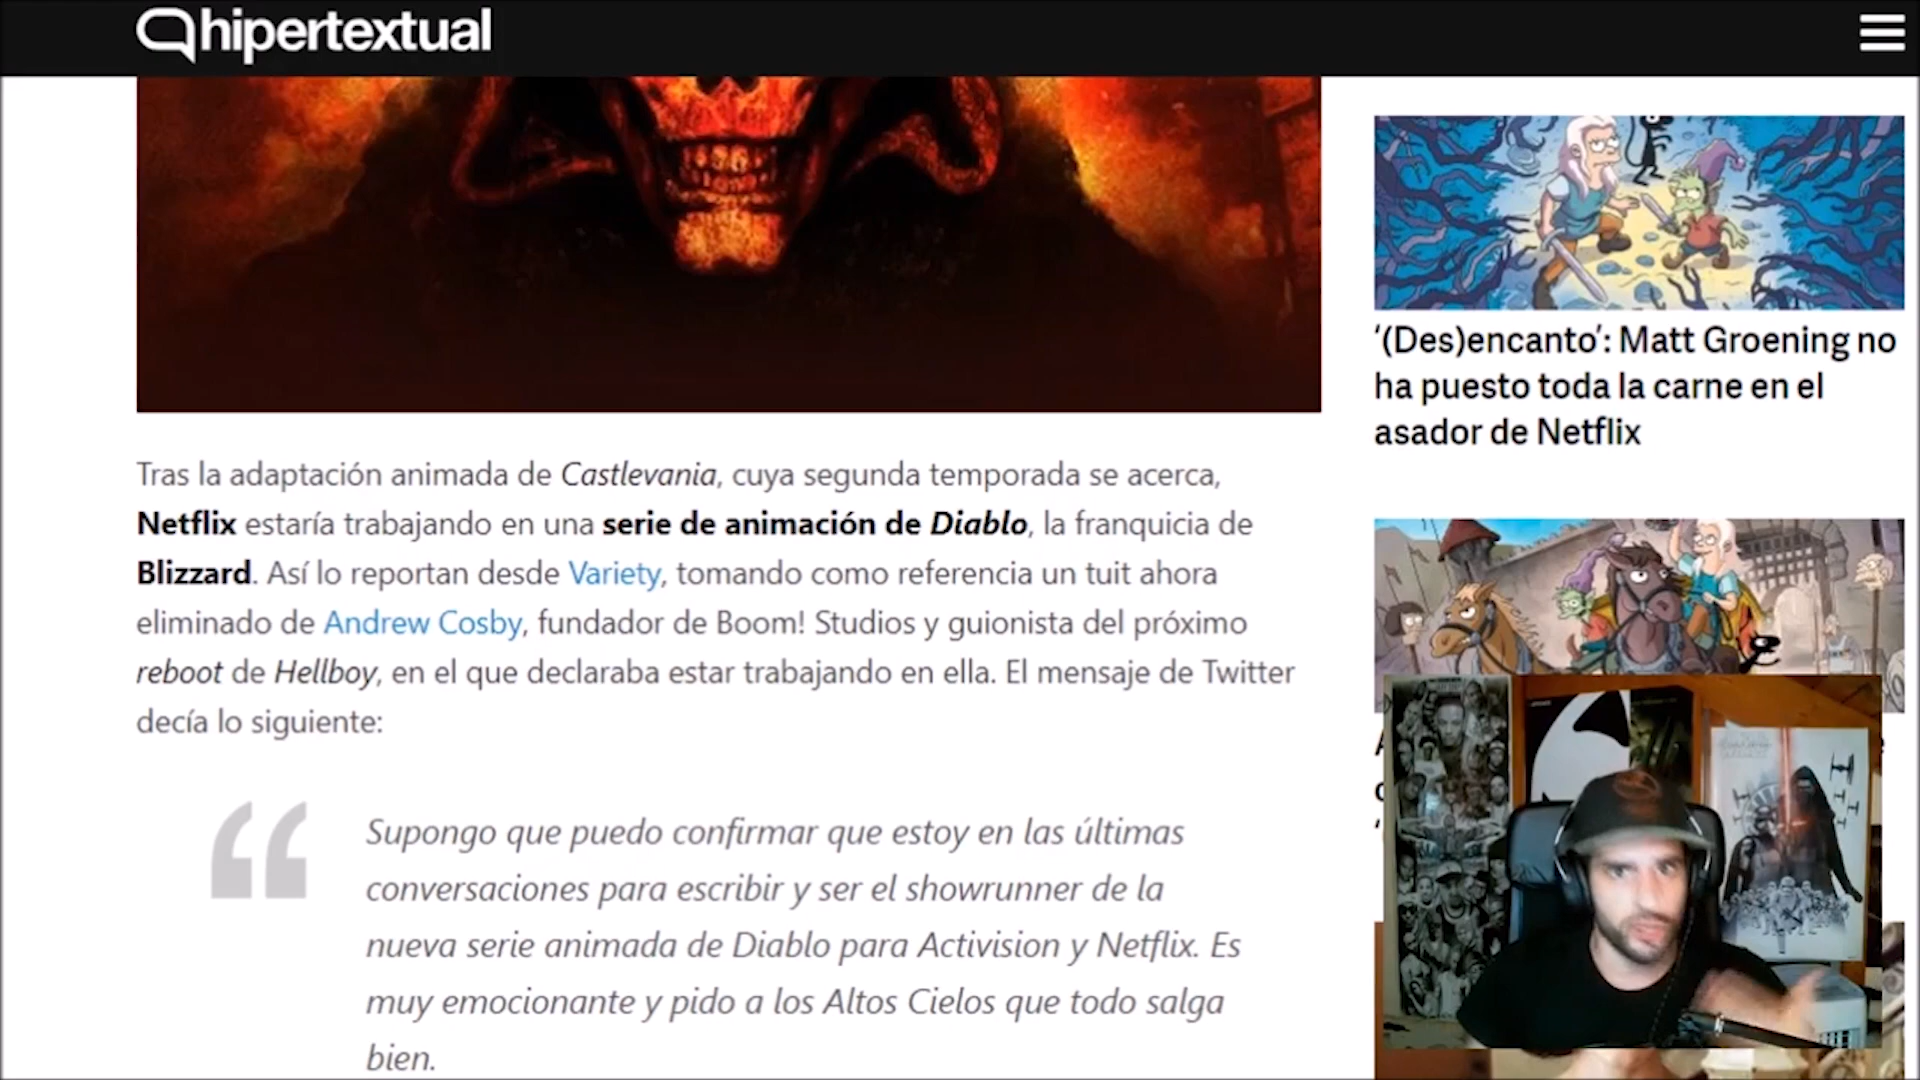 hipertextual
Tras la adaptación animada de Castlevania, cuya segunda temporada se acerca,
Netflix estaría trabajando en una serie de animación de Diablo, la franquicia de
Blizzard. Así lo reportan desde Variety, tomando como referencia un tuit ahora
eliminado de Andrew Cosby, fundador de Boom! Studios y guionista del próximo
reboot de Hellboy, en el que declaraba estar trabajando en ella. El mensaje de Twitter
decía lo siguiente:
“
Supongo que puedo confirmar que estoy en las últimas
conversaciones para escribir y ser el showrunner de la
nueva serie animada de Diablo para Activision y Netflix. Es
muy emocionante y pido a los Altos Cielos que todo salga
bien.
‘(Des)encanto’: Matt Groening no
ha puesto toda la carne en el
asador de Netflix